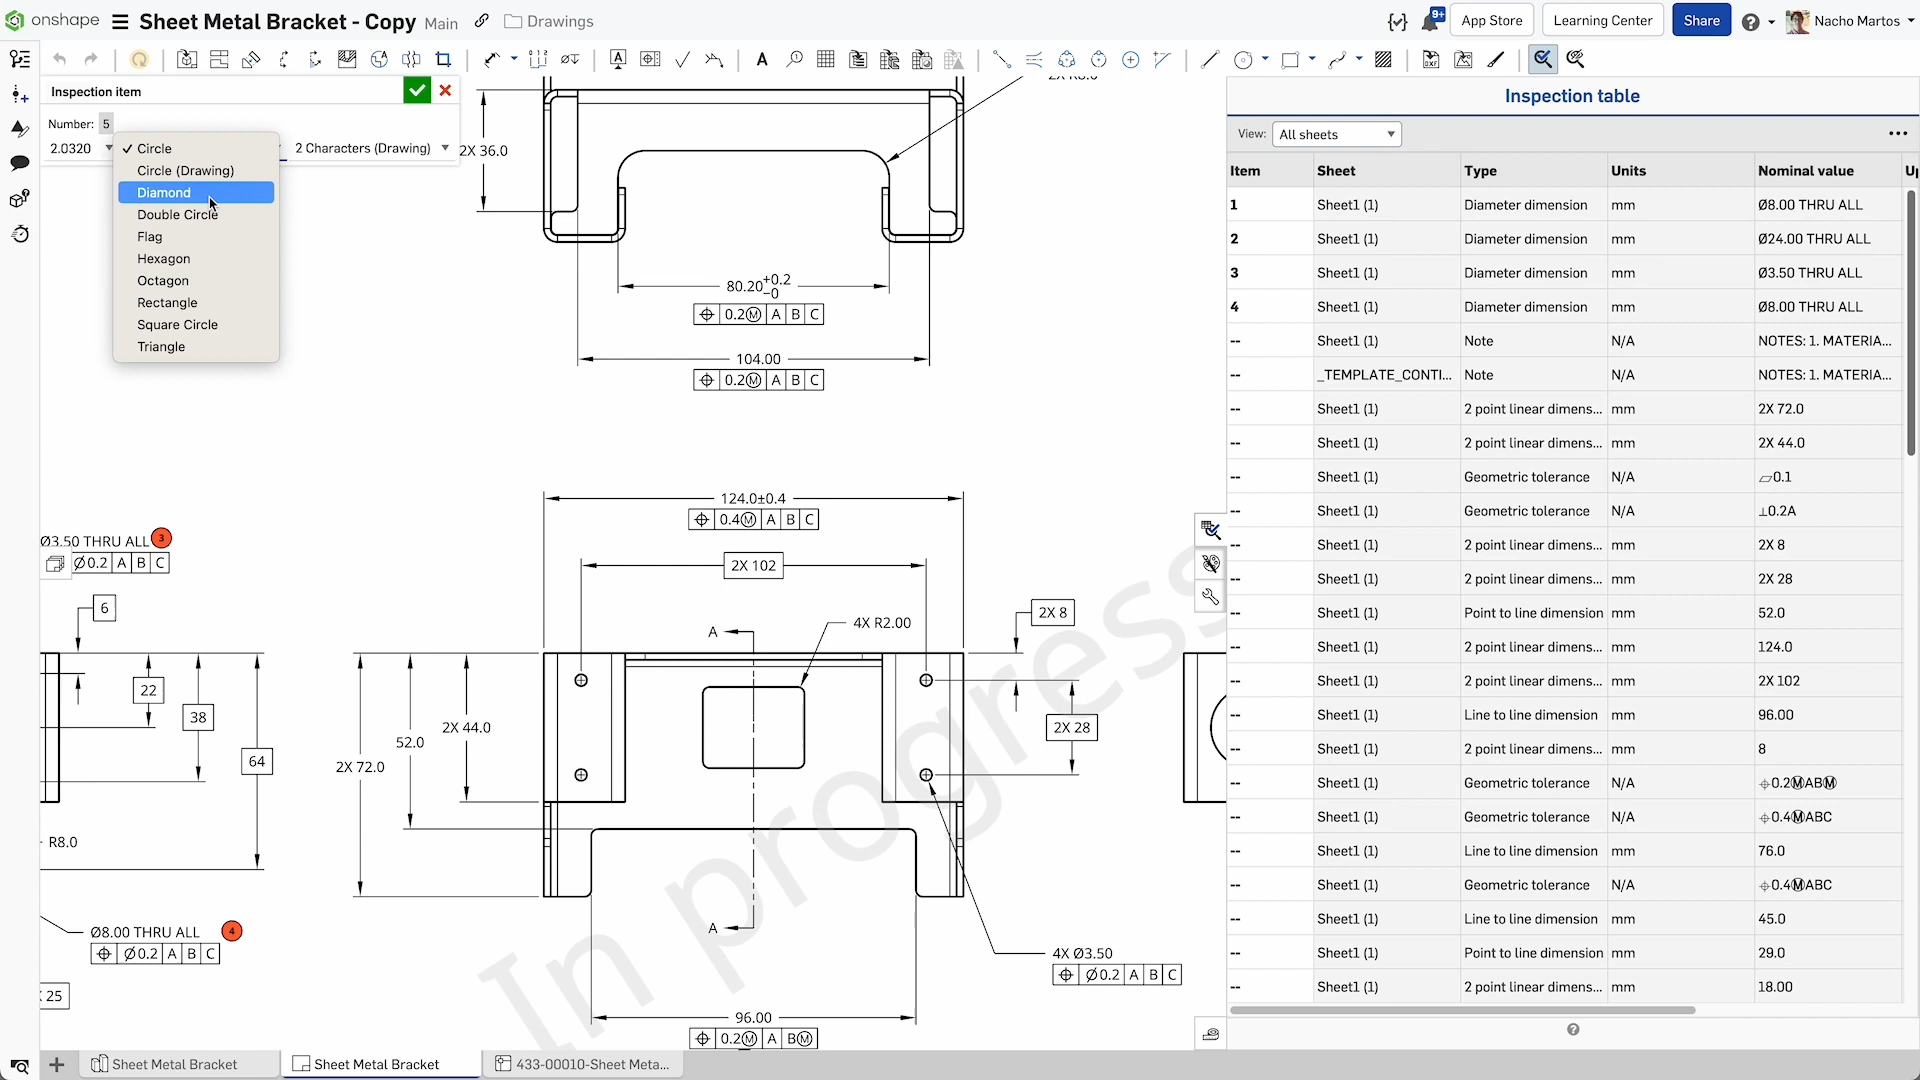 onshape
Sheet Metal Bracket - Copy
Main
Drawings
9+
App Store
Learning Center
Share
?
Nacho Martos
Inspection item
Number: 5
2.0320
2 Characters (Drawing)
✓ Circle
Circle (Drawing)
Diamond
Double Circle
Flag
Hexagon
Octagon
Rectangle
Square Circle
Triangle
2X 36.0
80.20 +0.2 -0
⌖ 0.2Ⓜ A B C
104.00
⌖ 0.2Ⓜ A B C
124.0±0.4
⌖ 0.4Ⓜ A B C
2X 102
Ø3.50 THRU ALL 3
Ø0.2 A B C
6
22
38
64
R8.0
Ø8.00 THRU ALL 4
⌖ Ø0.2 A B C
25
A
4X R2.00
2X 8
2X 28
2X 44.0
52.0
2X 72.0
A
4X Ø3.50
⌖ Ø0.2 A B C
96.00
⌖ 0.2Ⓜ A BⓂ
In progress
Inspection table
View: All sheets
Item Sheet Type Units Nominal value
1 Sheet1 (1) Diameter dimension mm Ø8.00 THRU ALL
2 Sheet1 (1) Diameter dimension mm Ø24.00 THRU ALL
3 Sheet1 (1) Diameter dimension mm Ø3.50 THRU ALL
4 Sheet1 (1) Diameter dimension mm Ø8.00 THRU ALL
-- Sheet1 (1) Note N/A NOTES: 1. MATERIA...
-- _TEMPLATE_CONTI... Note N/A NOTES: 1. MATERIA...
-- Sheet1 (1) 2 point linear dimens... mm 2X 72.0
-- Sheet1 (1) 2 point linear dimens... mm 2X 44.0
-- Sheet1 (1) Geometric tolerance N/A ▱0.1
-- Sheet1 (1) Geometric tolerance N/A ⊥0.2A
-- Sheet1 (1) 2 point linear dimens... mm 2X 8
-- Sheet1 (1) 2 point linear dimens... mm 2X 28
-- Sheet1 (1) Point to line dimension mm 52.0
-- Sheet1 (1) 2 point linear dimens... mm 124.0
-- Sheet1 (1) 2 point linear dimens... mm 2X 102
-- Sheet1 (1) Line to line dimension mm 96.00
-- Sheet1 (1) 2 point linear dimens... mm 8
-- Sheet1 (1) Geometric tolerance N/A ⌖0.2ⓂABⓂ
-- Sheet1 (1) Geometric tolerance N/A ⌖0.4ⓂABC
-- Sheet1 (1) Line to line dimension mm 76.0
-- Sheet1 (1) Geometric tolerance N/A ⌖0.4ⓂABC
-- Sheet1 (1) Line to line dimension mm 45.0
-- Sheet1 (1) Point to line dimension mm 29.0
-- Sheet1 (1) 2 point linear dimens... mm 18.00
Sheet Metal Bracket
Sheet Metal Bracket
433-00010-Sheet Meta...